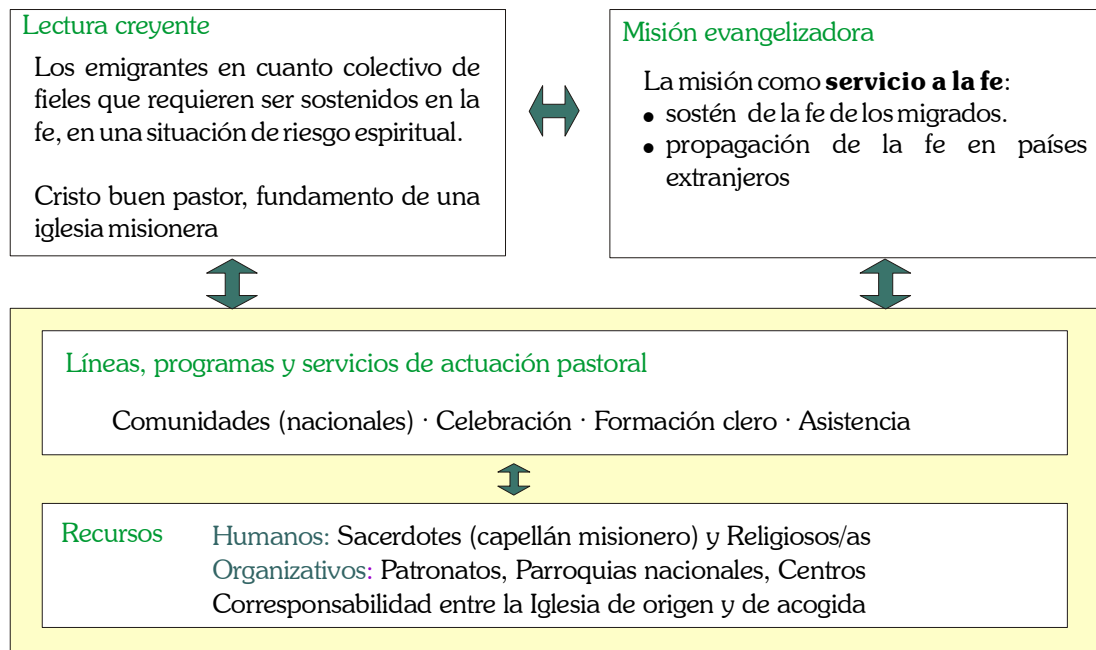 Lectura creyente
Los emigrantes en cuanto colectivo de
fieles que requieren ser sostenidos en la
fe, en una situación de riesgo espiritual.
Cristo buen pastor, fundamento de una
iglesia misionera
Misión evangelizadora
La misión como servicio a la fe:
• sostén de la fe de los migrados.
• propagación de la fe en países
extranjeros
Líneas, programas y servicios de actuación pastoral
Comunidades (nacionales) · Celebración · Formación clero · Asistencia
Recursos
Humanos: Sacerdotes (capellán misionero) y Religiosos/as
Organizativos: Patronatos, Parroquias nacionales, Centros
Corresponsabilidad entre la Iglesia de origen y de acogida